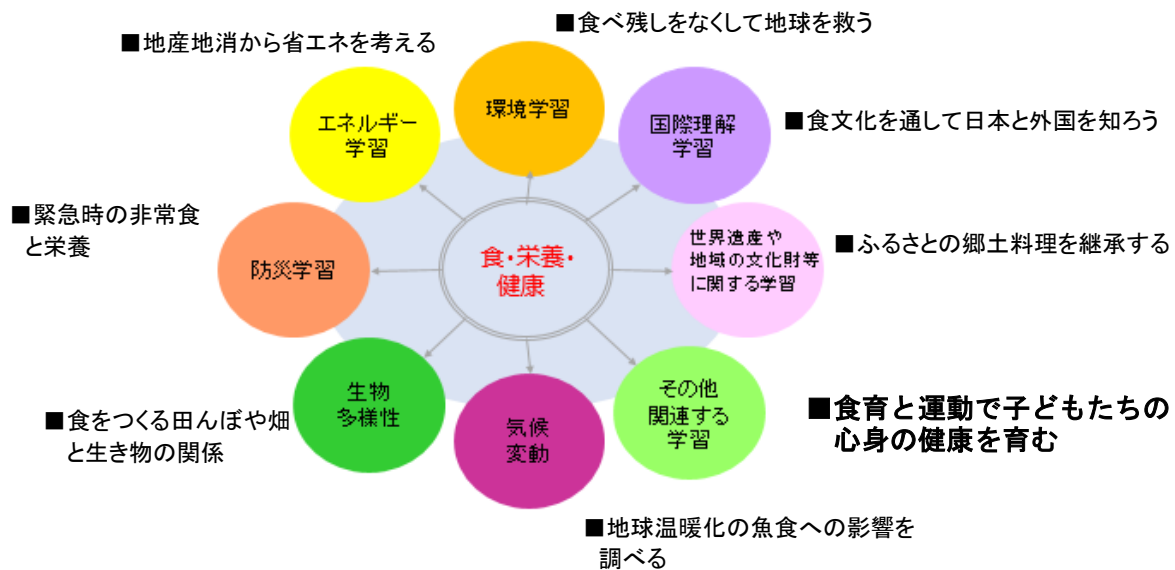 ■食べ残しをなくして地球を救う
■地産地消から省エネを考える
環境学習
エネルギー
学習
国際理解
学習
■食文化を通して日本と外国を知ろう
■緊急時の非常食
と栄養
防災学習
食・栄養・
健康
世界遺産や
地域の文化財等
に関する学習
■ふるさとの郷土料理を継承する
生物
多様性
■食をつくる田んぼや畑
と生き物の関係
気候
変動
その他
関連する
学習
■食育と運動で子どもたちの
心身の健康を育む
■地球温暖化の魚食への影響を
調べる